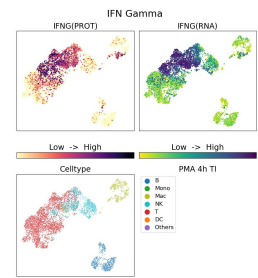 IFN Gamma
IFNG(PROT)
IFNG(RNA)
Low -> High
Low -> High
Celltype
PMA 4h TI
B
Mono
Mac
NK
T
DC
Others